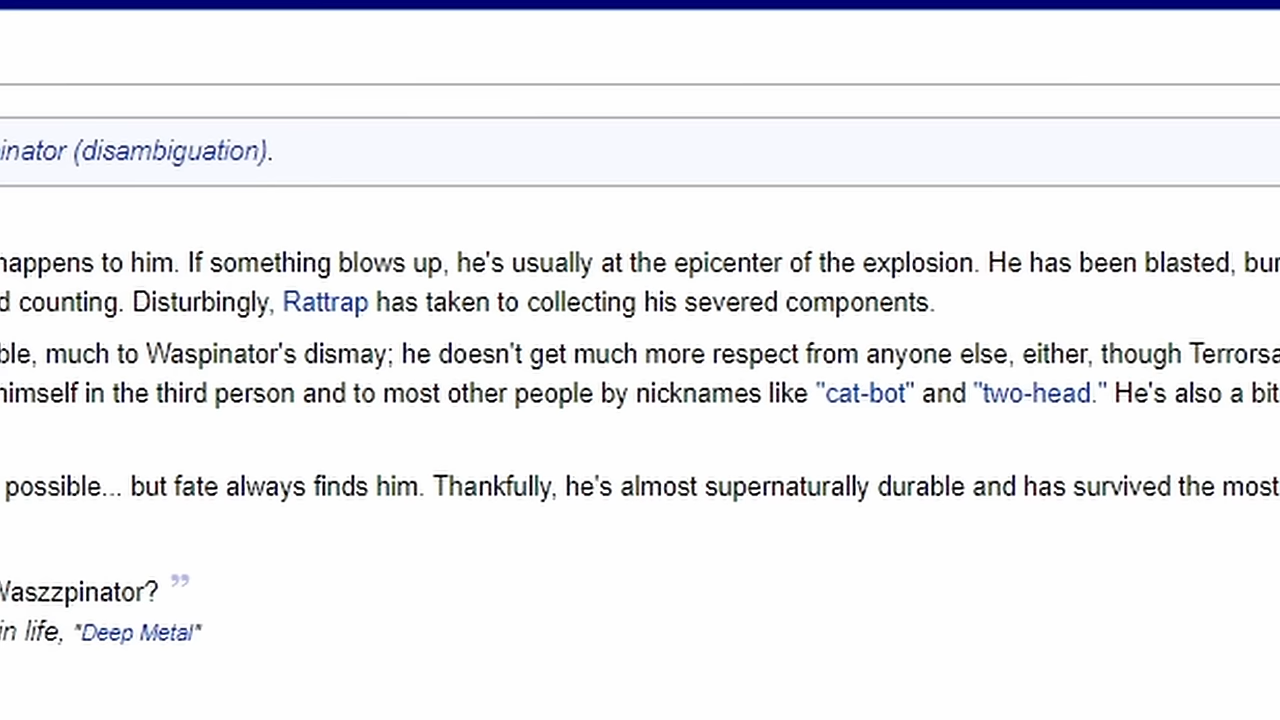 inator (disambiguation).
happens to him. If something blows up, he's usually at the epicenter of the explosion. He has been blasted, bur
d counting. Disturbingly, Rattrap has taken to collecting his severed components.
ble, much to Waspinator's dismay; he doesn't get much more respect from anyone else, either, though Terrorsa
himself in the third person and to most other people by nicknames like "cat-bot" and "two-head." He's also a bit
possible... but fate always finds him. Thankfully, he's almost supernaturally durable and has survived the most
Waszzpinator? ”
in life, "Deep Metal"